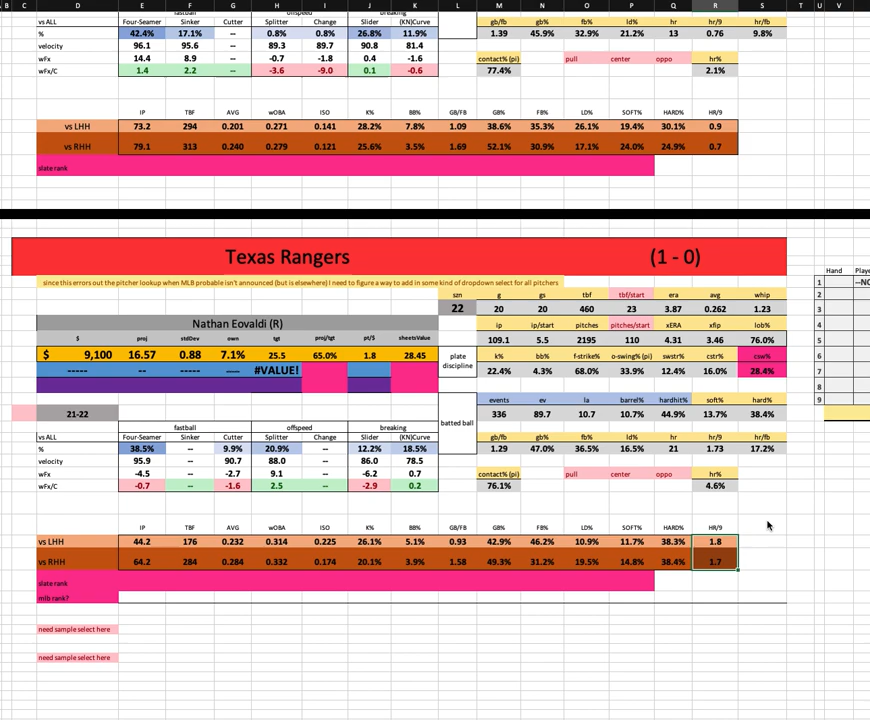 B C D E F G H I J K L M N O P Q R S T U V
fastball offspeed breaking
vs ALL Four-Seamer Sinker Cutter Splitter Change Slider (KN)Curve gb/fb gb% fb% ld% hr hr/9 hr/fb
% 42.4% 17.1% -- 0.8% 0.8% 26.8% 11.9% 1.39 45.9% 32.9% 21.2% 13 0.76 9.8%
velocity 96.1 95.6 -- 89.3 89.7 90.8 81.4
wFx 14.4 8.9 -- -0.7 -1.8 0.4 -1.6 contact% (pi) pull center oppo hr%
wFx/C 1.4 2.2 -- -3.6 -9.0 0.1 -0.6 77.4% 2.1%
IP TBF AVG wOBA ISO K% BB% GB/FB GB% FB% LD% SOFT% HARD% HR/9
vs LHH 73.2 294 0.201 0.271 0.141 28.2% 7.8% 1.09 38.6% 35.3% 26.1% 19.4% 30.1% 0.9
vs RHH 79.1 313 0.240 0.279 0.121 25.6% 3.5% 1.69 52.1% 30.9% 17.1% 24.0% 24.9% 0.7
slate rank
Texas Rangers (1 - 0)
Hand
since this errors out the pitcher lookup when MLB probable isn't announced (but is elsewhere) I need to figure a way to add in some kind of dropdown select for all pitchers
1
szn g gs tbf tbf/start era avg whip 2
22 20 20 460 23 3.87 0.262 1.23 3
Nathan Eovaldi (R) ip ip/start pitches pitches/start xERA xfip lob% 4
$ proj stdDev own tgt proj/tgt pt/$ sheetsValue 109.1 5.5 2195 110 4.31 3.46 76.0% 5
$ 9,100 16.57 0.88 7.1% 25.5 65.0% 1.8 28.45 plate discipline k% bb% f-strike% o-swing% (pi) swstr% cstr% csw% 6
----- -- ----- ---- #VALUE! ----- 22.4% 4.3% 68.0% 33.9% 12.4% 16.0% 28.4% 7
8
21-22 batted ball events ev la barrel% hardhit% soft% hard% 9
336 89.7 10.7 10.7% 44.9% 13.7% 38.4%
fastball offspeed breaking
vs ALL Four-Seamer Sinker Cutter Splitter Change Slider (KN)Curve gb/fb gb% fb% ld% hr hr/9 hr/fb
% 38.5% -- 9.9% 20.9% -- 12.2% 18.5% 1.29 47.0% 36.5% 16.5% 21 1.73 17.2%
velocity 95.9 -- 90.7 88.0 -- 86.0 78.5
wFx -4.5 -- -2.7 9.1 -- -6.2 0.7 contact% (pi) pull center oppo hr%
wFx/C -0.7 -- -1.6 2.5 -- -2.9 0.2 76.1% 4.6%
IP TBF AVG wOBA ISO K% BB% GB/FB GB% FB% LD% SOFT% HARD% HR/9
vs LHH 44.2 176 0.232 0.314 0.225 26.1% 5.1% 0.93 42.9% 46.2% 10.9% 11.7% 38.3% 1.8
vs RHH 64.2 284 0.284 0.332 0.174 20.1% 3.9% 1.58 49.3% 31.2% 19.5% 14.8% 38.4% 1.7
slate rank
mlb rank?
need sample select here
need sample select here